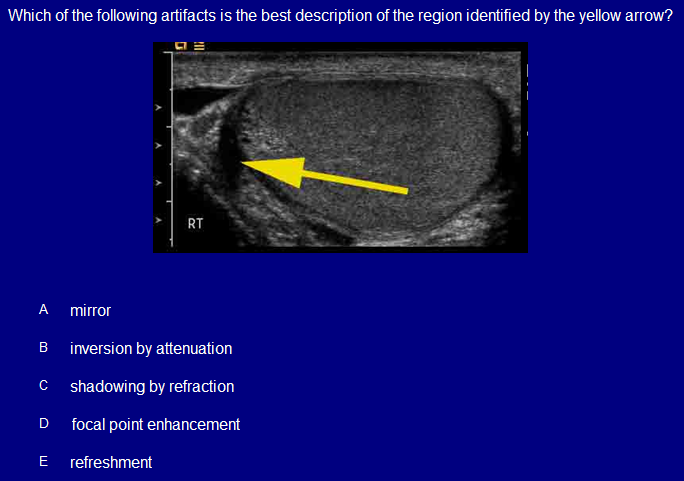 Which of the following artifacts is the best description of the region identified by the yellow arrow?
RT
A mirror
B inversion by attenuation
C shadowing by refraction
D focal point enhancement
E refreshment